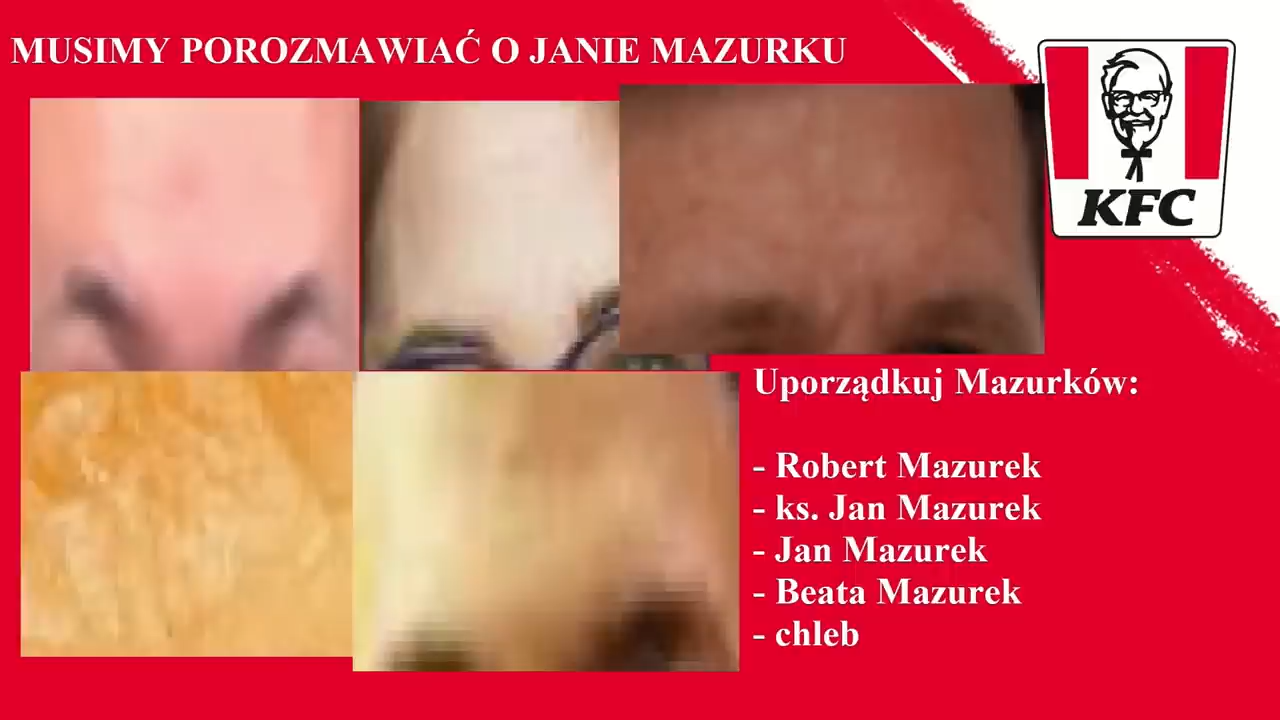 MUSIMY POROZMAWIAĆ O JANIE MAZURKU
KFC
Uporządkuj Mazurków:
- Robert Mazurek
- ks. Jan Mazurek
- Jan Mazurek
- Beata Mazurek
- chleb